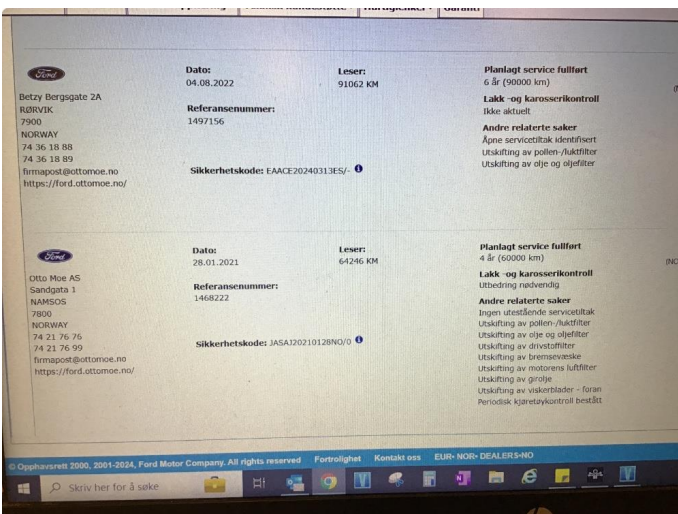 Ford
Betzy Bergsgate 2A
RØRVIK
7900
NORWAY
74 36 18 88
74 36 18 89
firmapost@ottomoe.no
https://ford.ottomoe.no/
Dato:
04.08.2022
Referansenummer:
1497156
Leser:
91062 KM
Sikkerhetskode: EAACE20240313ES/-
Planlagt service fullført
6 år (90000 km)
Lakk -og karosserikontroll
Ikke aktuelt
Andre relaterte saker
Åpne servicetiltak identifisert
Utskifting av pollen-/luktfilter
Utskifting av olje og oljefilter
Ford
Otto Moe AS
Sandgata 1
NAMSOS
7800
NORWAY
74 21 76 76
74 21 76 99
firmapost@ottomoe.no
https://ford.ottomoe.no/
Dato:
28.01.2021
Referansenummer:
1468222
Leser:
64246 KM
Sikkerhetskode: JASAJ20210128NO/0
Planlagt service fullført
4 år (60000 km)
Lakk -og karosserikontroll
Utbedring nødvendig
Andre relaterte saker
Ingen utestående servicetiltak
Utskifting av pollen-/luktfilter
Utskifting av olje og oljefilter
Utskifting av drivstoffilter
Utskifting av bremsevæske
Utskifting av motorens luftfilter
Utskifting av girolje
Utskifting av viskerblader - foran
Periodisk kjøretøykontroll bestått
© Opphavsrett 2000, 2001-2024, Ford Motor Company. All rights reserved Fortrolighet Kontakt oss EUR- NOR- DEALERS-NO
Skriv her for å søke